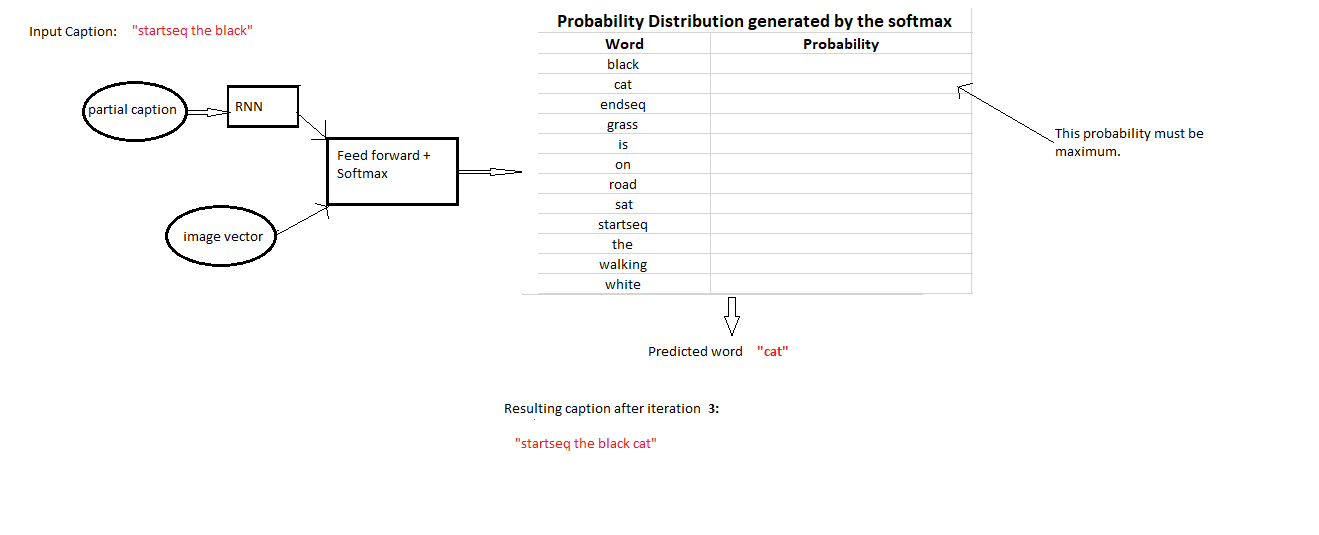 Input Caption: "startseq the black"
partial caption
RNN
Feed forward +
Softmax
image vector
Probability Distribution generated by the softmax
Word Probability
black
cat
endseq
grass
is
on
road
sat
startseq
the
walking
white
This probability must be
maximum.
Predicted word "cat"
Resulting caption after iteration 3:
"startseq the black cat"